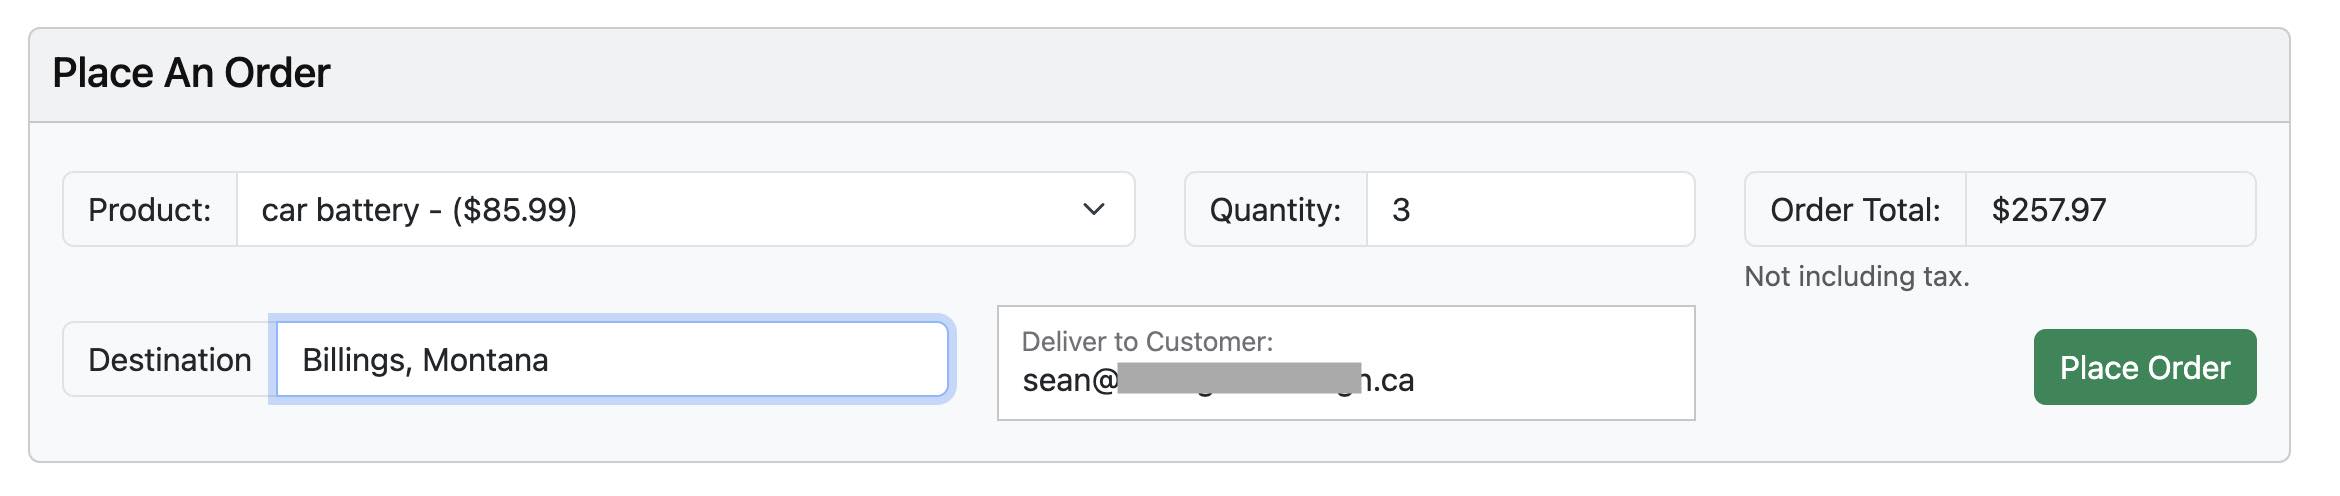 Place An Order
Product: car battery - ($85.99) Quantity: 3 Order Total: $257.97
Not including tax.
Destination Billings, Montana
Deliver to Customer:
sean@ .ca
Place Order